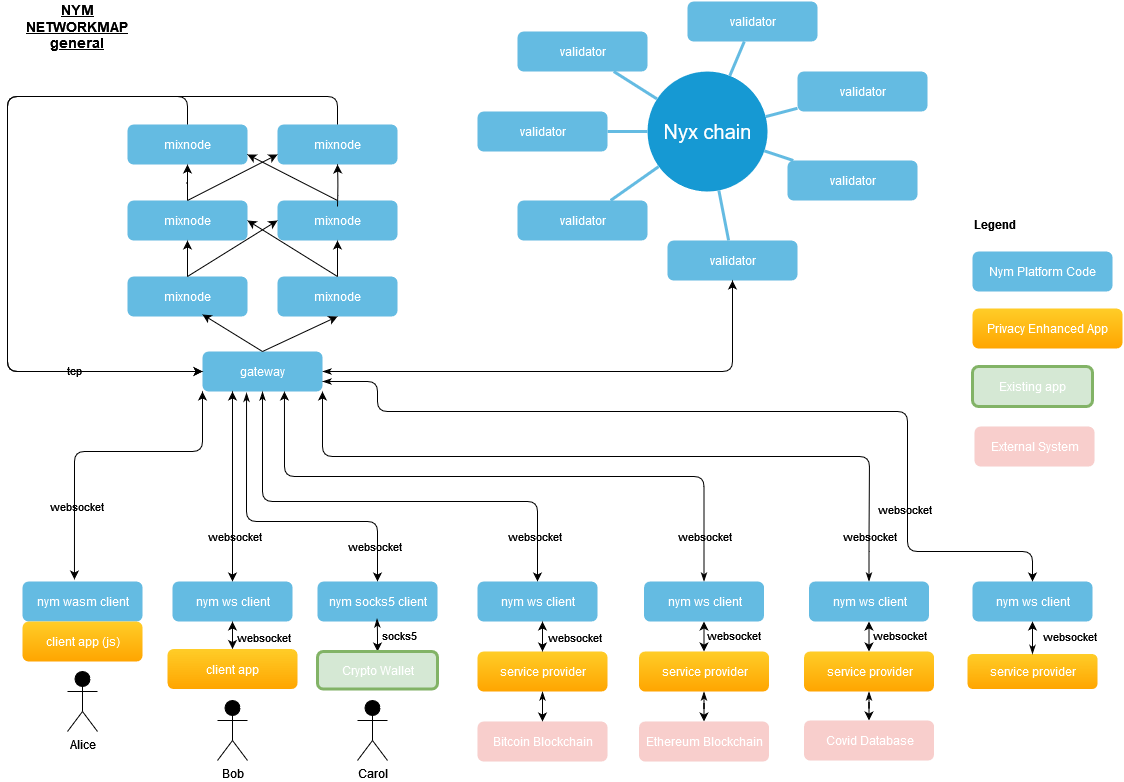 NYM
NETWORKMAP
general
validator
validator
validator
validator
validator
validator
validator
validator
Nyx chain
mixnode
mixnode
mixnode
mixnode
mixnode
mixnode
tcp
gateway
Legend
Nym Platform Code
Privacy Enhanced App
Existing app
External System
websocket
websocket
websocket
websocket
websocket
websocket
websocket
nym wasm client
nym ws client
nym socks5 client
nym ws client
nym ws client
nym ws client
nym ws client
client app (js)
websocket
socks5
websocket
websocket
websocket
websocket
client app
Crypto Wallet
service provider
service provider
service provider
service provider
Bitcoin Blockchain
Ethereum Blockchain
Covid Database
Alice
Bob
Carol